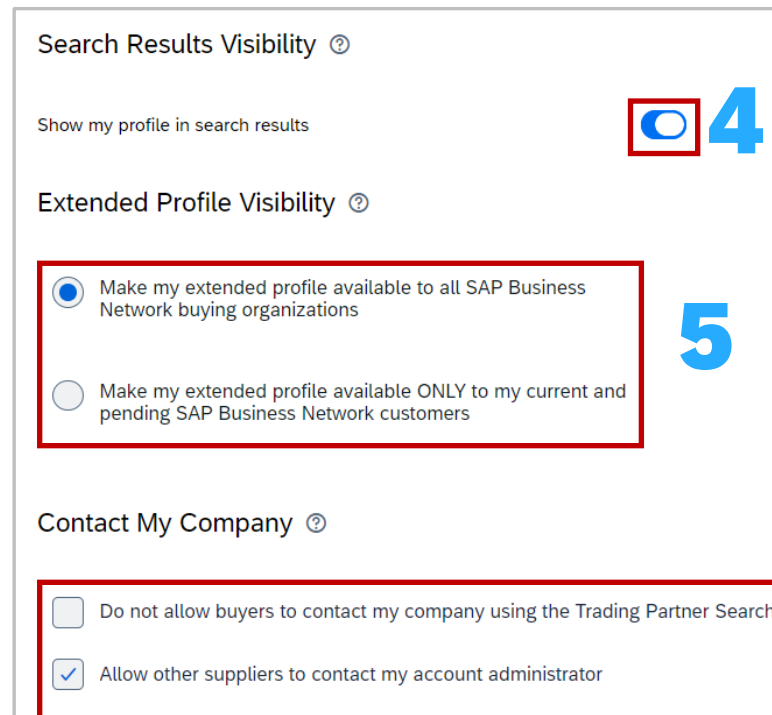 Search Results Visibility ?
Show my profile in search results
4
Extended Profile Visibility ?
Make my extended profile available to all SAP Business
Network buying organizations
5
Make my extended profile available ONLY to my current and
pending SAP Business Network customers
Contact My Company ?
Do not allow buyers to contact my company using the Trading Partner Search
Allow other suppliers to contact my account administrator